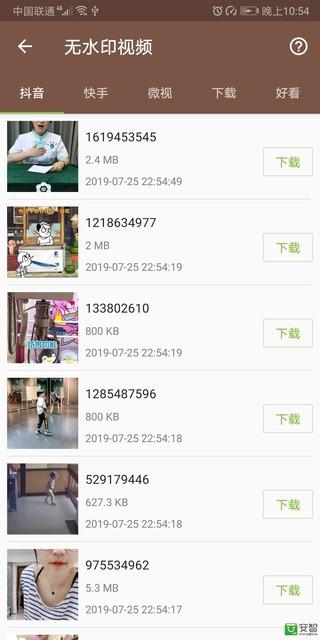 中国联通 4G
晚上10:54
无水印视频
抖音
快手
微视
下载
好看
1619453545
2.4 MB
2019-07-25 22:54:49
下载
1218634977
2 MB
2019-07-25 22:54:19
下载
133802610
800 KB
2019-07-25 22:54:19
下载
1285487596
800 KB
2019-07-25 22:54:18
下载
529179446
627.3 KB
2019-07-25 22:54:18
下载
975534962
5.3 MB
2019-07-25 22:54:17
下载
安智